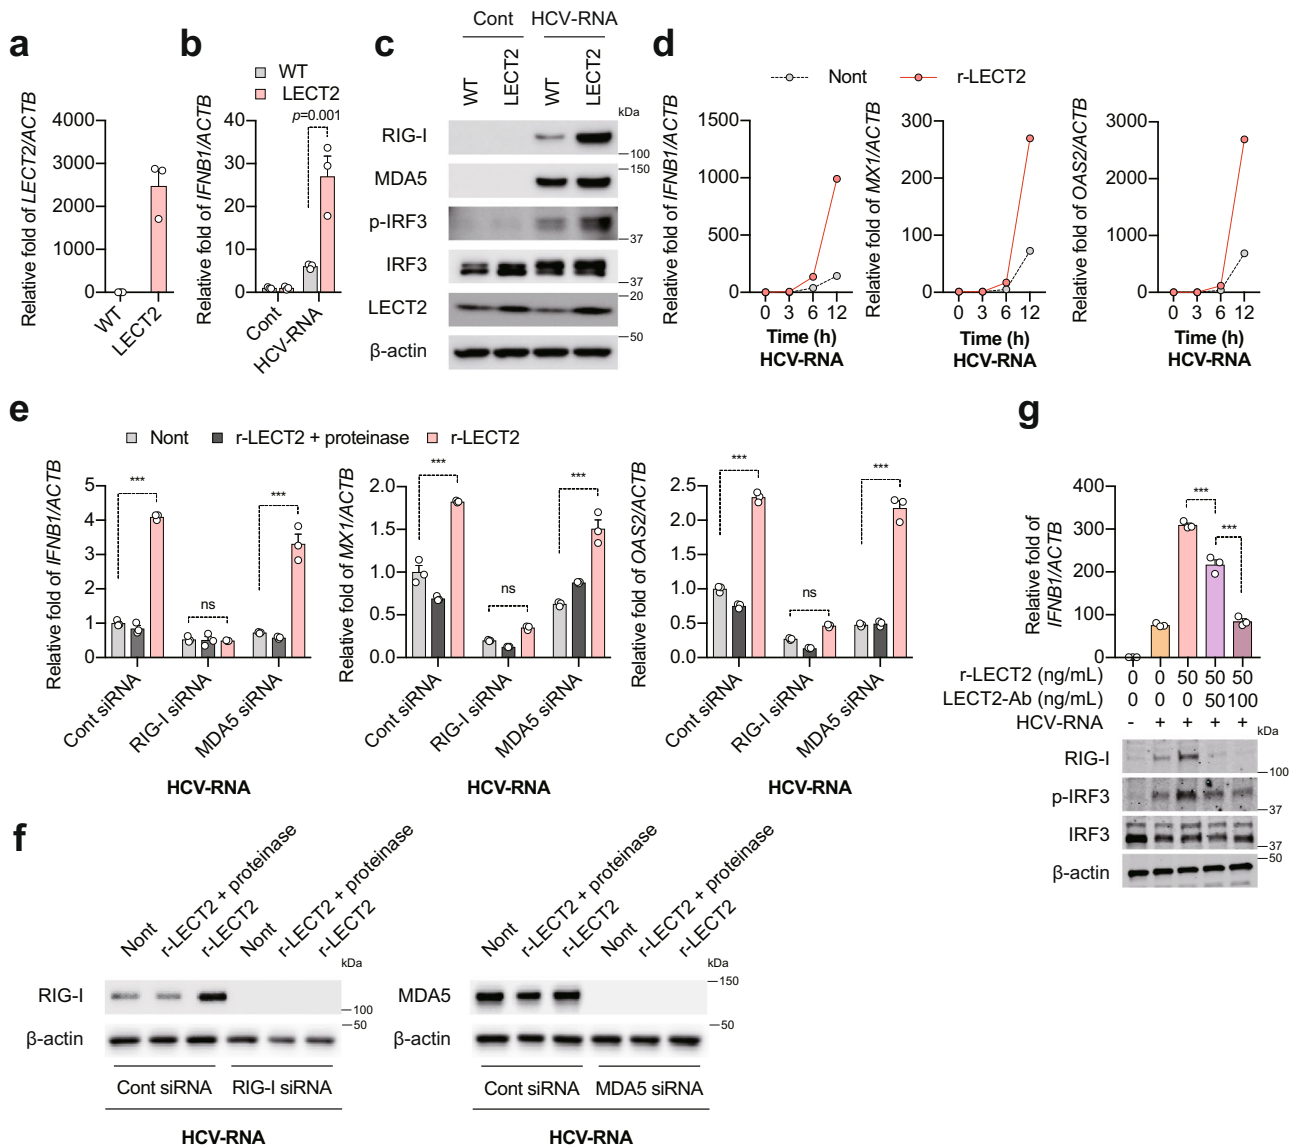 a
Relative fold of LECT2/ACTB
4000
3000
2000
1000
0
WT
LECT2
b
WT
LECT2
p=0.001
Relative fold of IFNB1/ACTB
40
30
20
10
0
Cont
HCV-RNA
c
Cont HCV-RNA
WT LECT2 WT LECT2
kDa
RIG-I
100
150
MDA5
p-IRF3
37
IRF3
37
20
LECT2
50
β-actin
d
Nont r-LECT2
Relative fold of IFNB1/ACTB
1500
1000
500
0
0 3 6 12
Time (h)
HCV-RNA
Relative fold of MX1/ACTB
300
200
100
0
0 3 6 12
Time (h)
HCV-RNA
Relative fold of OAS2/ACTB
3000
2000
1000
0
0 3 6 12
Time (h)
HCV-RNA
e
Nont r-LECT2 + proteinase r-LECT2
Relative fold of IFNB1/ACTB
5
4
3
2
1
0
*** ns ***
Cont siRNA
RIG-I siRNA
MDA5 siRNA
HCV-RNA
Relative fold of MX1/ACTB
2.0
1.5
1.0
0.5
0.0
*** ns ***
Cont siRNA
RIG-I siRNA
MDA5 siRNA
HCV-RNA
Relative fold of OAS2/ACTB
2.5
2.0
1.5
1.0
0.5
0.0
*** ns ***
Cont siRNA
RIG-I siRNA
MDA5 siRNA
HCV-RNA
f
Nont
r-LECT2 + proteinase
r-LECT2
Nont
r-LECT2 + proteinase
r-LECT2
kDa
RIG-I
100
50
β-actin
Cont siRNA RIG-I siRNA
HCV-RNA
Nont
r-LECT2 + proteinase
r-LECT2
Nont
r-LECT2 + proteinase
r-LECT2
kDa
150
MDA5
50
β-actin
Cont siRNA MDA5 siRNA
HCV-RNA
g
Relative fold of
IFNB1/ACTB
400
300
200
100
0
***
***
r-LECT2 (ng/mL) 0 0 50 50 50
LECT2-Ab (ng/mL) 0 0 0 50 100
HCV-RNA - + + + +
kDa
RIG-I
100
p-IRF3
37
IRF3
37
50
β-actin